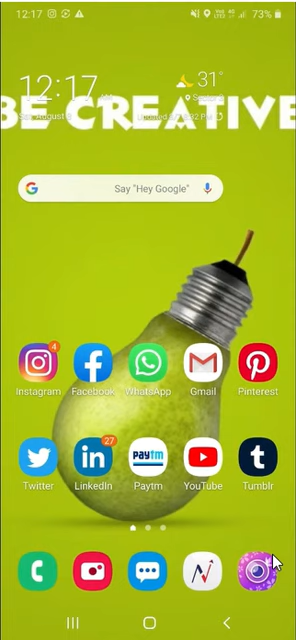 12:17
73%
12:17
31°
BE CREATIVE
Say "Hey Google"
4
Instagram
Facebook
WhatsApp
Gmail
Pinterest
27
Paytm
Twitter
LinkedIn
Paytm
YouTube
Tumblr